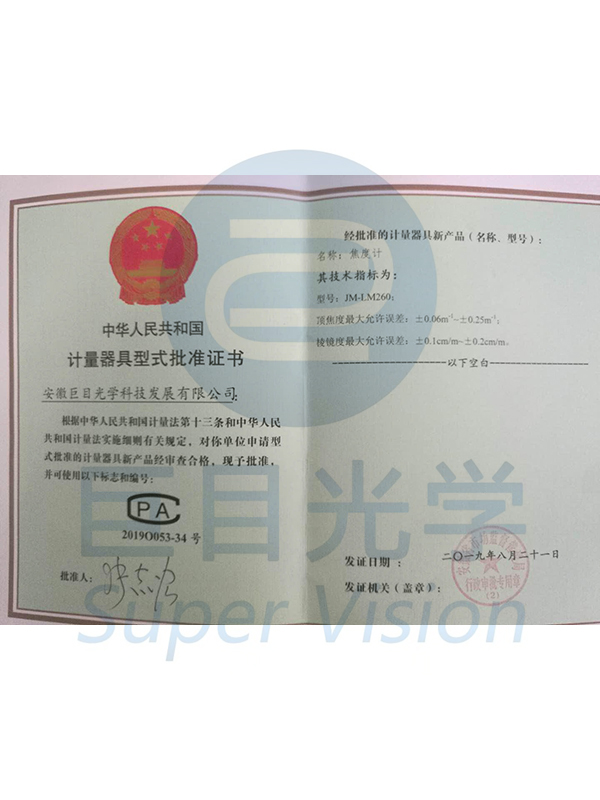 中华人民共和国
计量器具型式批准证书
安徽巨目光学科技发展有限公司:
根据中华人民共和国计量法第十三条和中华人民
共和国计量法实施细则有关规定，对你单位申请型
式批准的计量器具新产品经审查合格，现予批准，
并可使用以下标志和编号:
CPA
2019O053-34 号
批准人:
经批准的计量器具新产品（名称、型号）:
名称: 焦度计
其技术指标为:
型号: JM-LM260;
顶焦度最大允许误差: ±0.06m⁻¹~±0.25m⁻¹;
棱镜度最大允许误差: ±0.1cm/m~±0.2cm/m。
以下空白
发证日期:
二〇一九年八月二十一日
发证机关（盖章）:
行政审批专用章
(2)
巨目光学
Super Vision